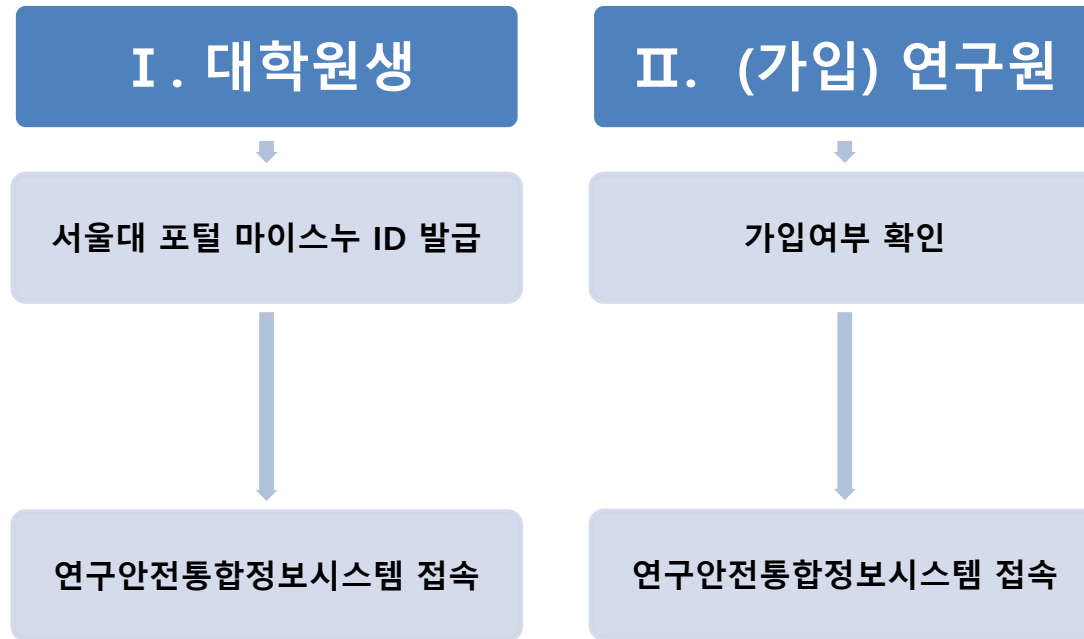 Ⅰ. 대학원생
Ⅱ. (가입) 연구원
서울대 포털 마이스누 ID 발급
가입여부 확인
연구안전통합정보시스템 접속
연구안전통합정보시스템 접속